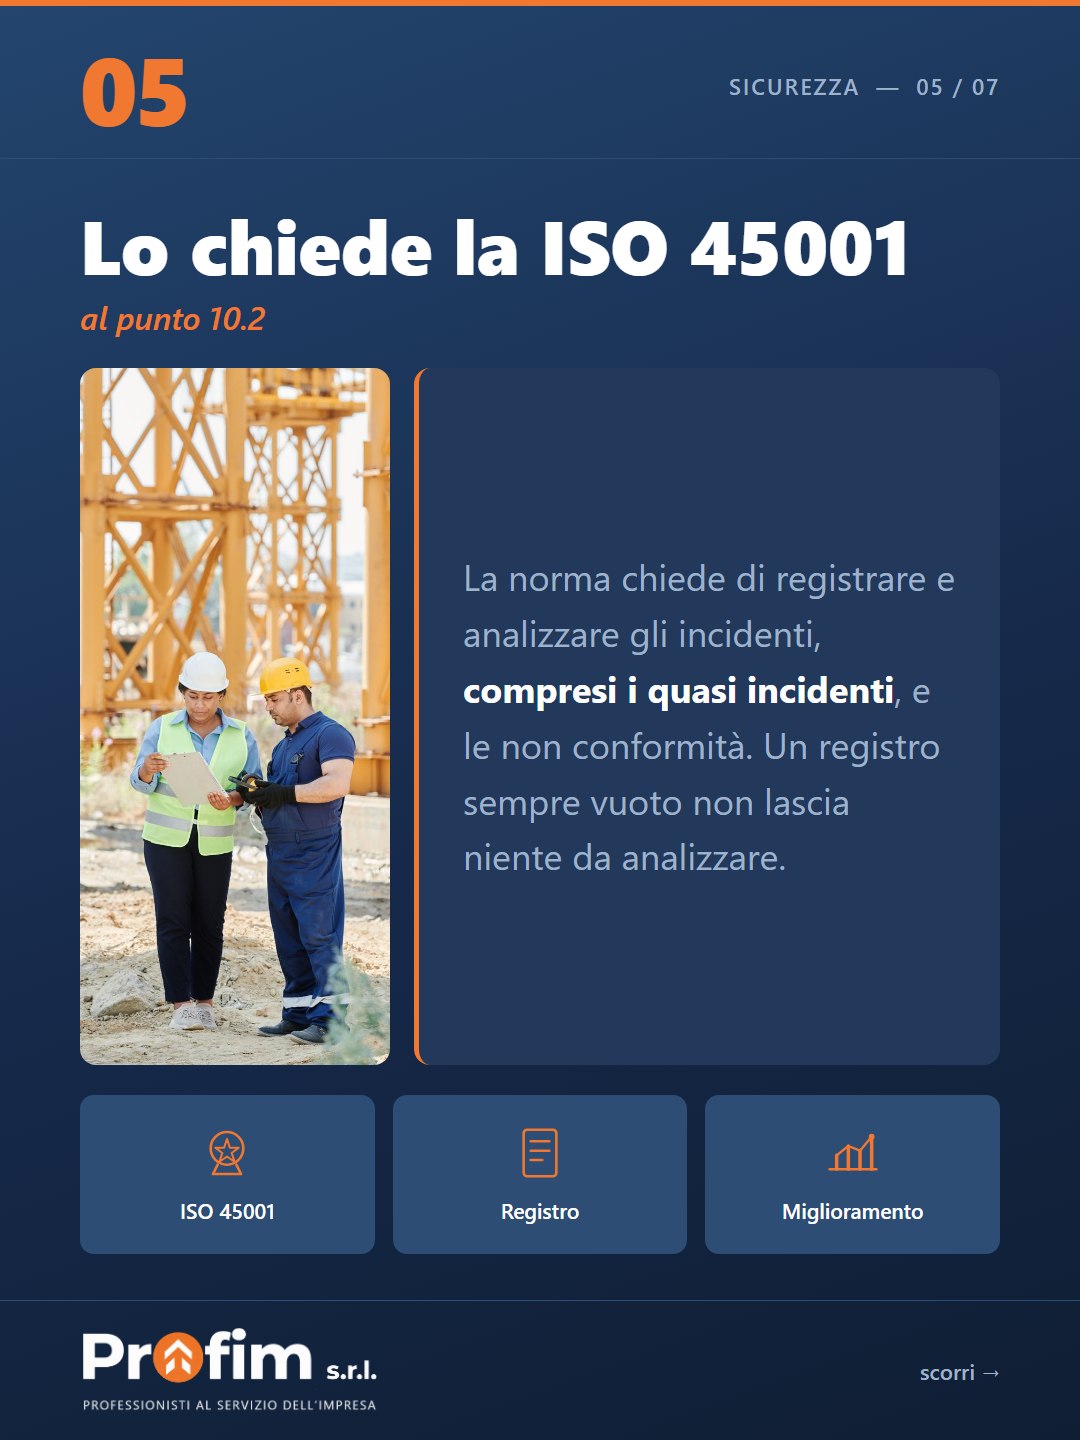 05
SICUREZZA — 05 / 07
Lo chiede la ISO 45001
al punto 10.2
La norma chiede di registrare e
analizzare gli incidenti,
compresi i quasi incidenti, e
le non conformità. Un registro
sempre vuoto non lascia
niente da analizzare.
ISO 45001
Registro
Miglioramento
Profim s.r.l.
PROFESSIONISTI AL SERVIZIO DELL'IMPRESA
scorri →